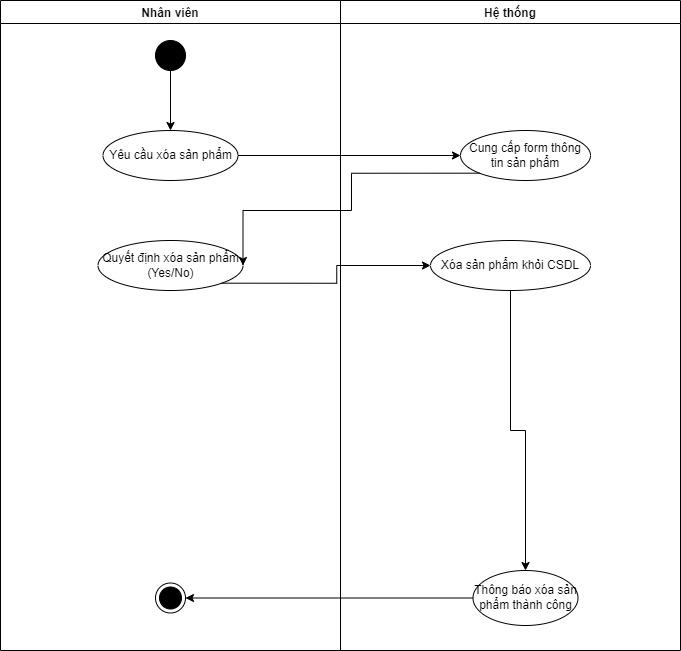 Nhân viên
Hệ thống
Yêu cầu xóa sản phẩm
Cung cấp form thông
tin sản phẩm
Quyết định xóa sản phẩm
(Yes/No)
Xóa sản phẩm khỏi CSDL
Thông báo xóa sản
phẩm thành công